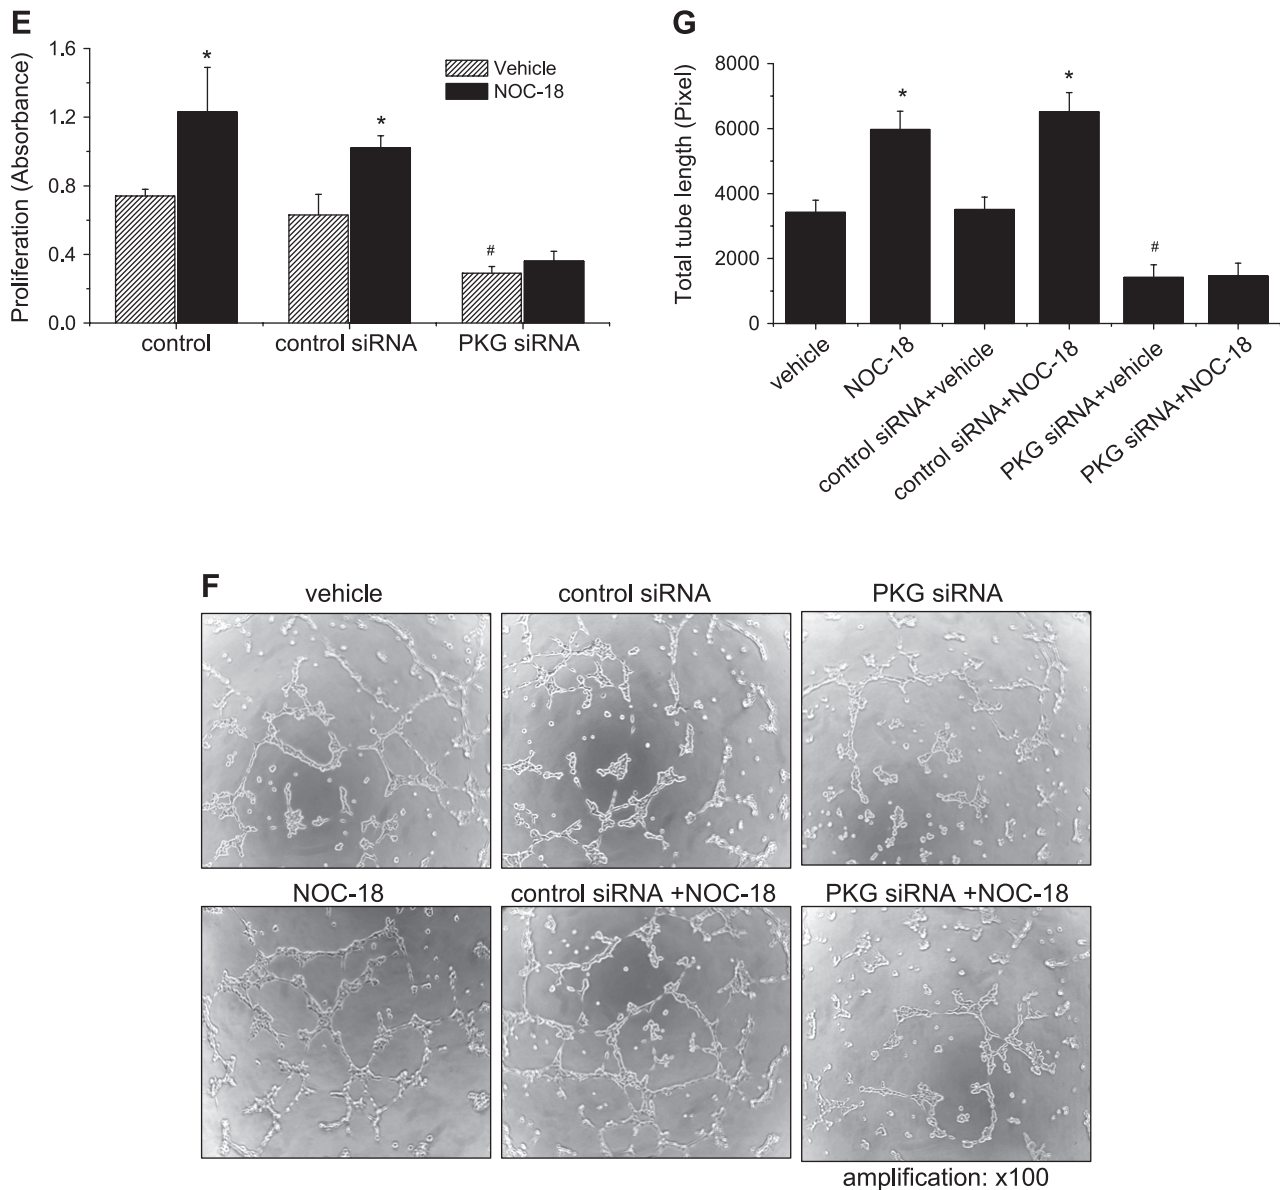 E
Proliferation (Absorbance)
1.6
1.2
0.8
0.4
0.0
*
*
#
Vehicle
NOC-18
control
control siRNA
PKG siRNA
G
Total tube length (Pixel)
8000
6000
4000
2000
0
*
*
#
vehicle
NOC-18
control siRNA+vehicle
control siRNA+NOC-18
PKG siRNA+vehicle
PKG siRNA+NOC-18
F
vehicle
control siRNA
PKG siRNA
NOC-18
control siRNA +NOC-18
PKG siRNA +NOC-18
amplification: x100